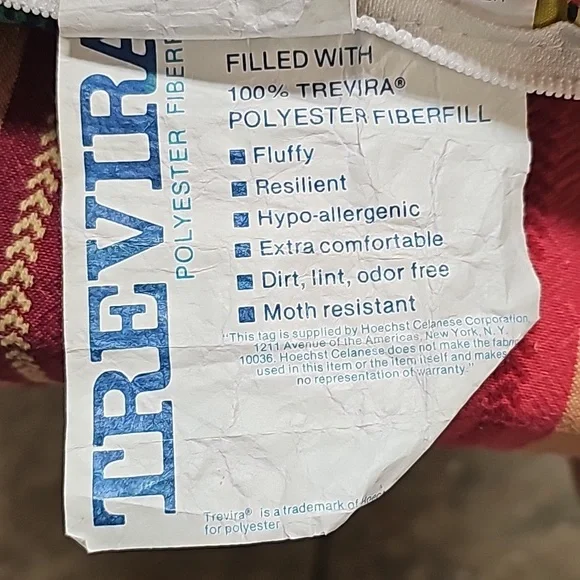 FILLED WITH
100% TREVIRA®
POLYESTER FIBERFILL
Fluffy
Resilient
Hypo-allergenic
Extra comfortable
Dirt, lint, odor free
Moth resistant
"This tag is supplied by Hoechst Celanese Corporation,
1211 Avenue of the Americas, New York, N.Y.
10036. Hoechst Celanese does not make the fabric
used in this item or the item itself and makes
no representation of warranty."
TREVIRA
POLYESTER FIBER
Trevira® is a trademark of
for polyester